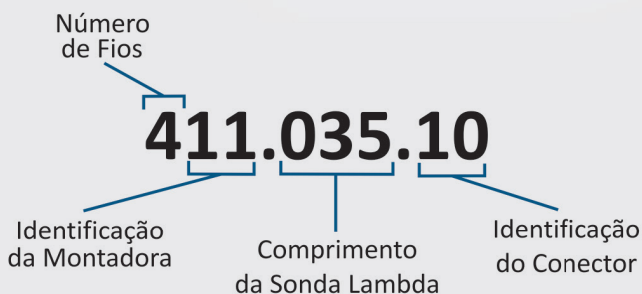 Número
de Fios
411.035.10
Identificação
da Montadora
Comprimento
da Sonda Lambda
Identificação
do Conector